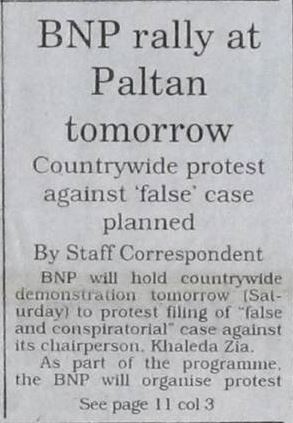 BNP rally at
Paltan
tomorrow
Countrywide protest
against ‘false’ case
planned
By Staff Correspondent
BNP will hold countrywide
demonstration tomorrow (Sat-
urday) to protest filing of "false
and conspiratorial" case against
its chairperson, Khaleda Zia.
As part of the programme,
the BNP will organise protest
See page 11 col 3